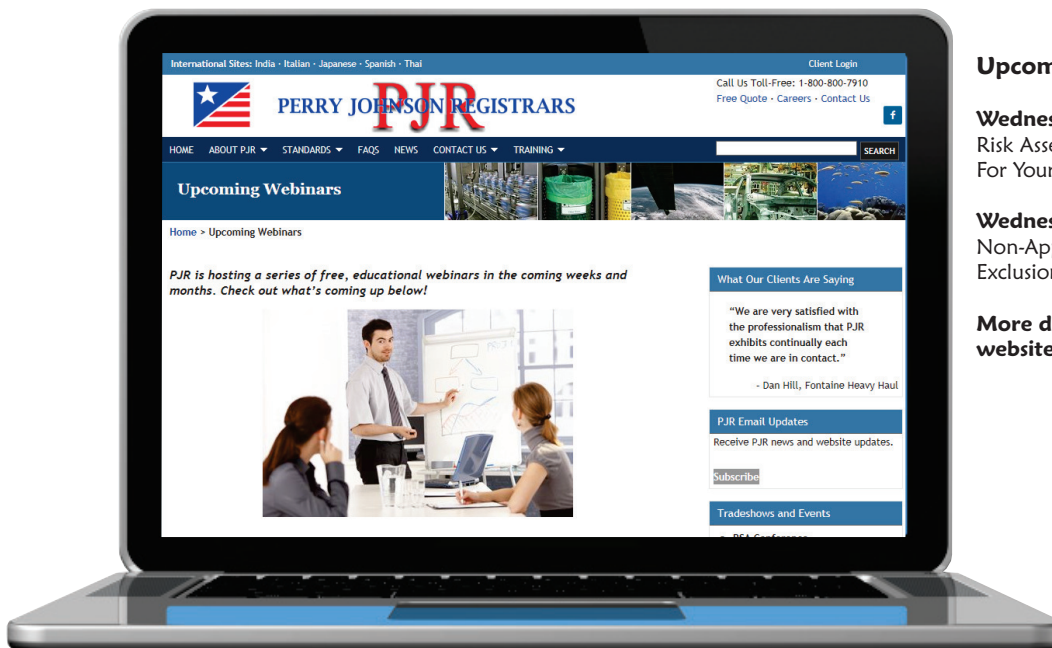 International Sites: India · Italian · Japanese · Spanish · Thai
Client Login
PERRY JOHNSON REGISTRARS
PJR
Call Us Toll-Free: 1-800-800-7910
Free Quote · Careers · Contact Us
f
HOME ABOUT PJR STANDARDS FAQS NEWS CONTACT US TRAINING
SEARCH
Upcoming Webinars
Home > Upcoming Webinars
PJR is hosting a series of free, educational webinars in the coming weeks and
months. Check out what's coming up below!
What Our Clients Are Saying
“We are very satisfied with
the professionalism that PJR
exhibits continually each
time we are in contact.”
- Dan Hill, Fontaine Heavy Haul
PJR Email Updates
Receive PJR news and website updates.
Subscribe
Tradeshows and Events
Upcom
Wednes
Risk Asse
For Your
Wednes
Non-App
Exclusion
More d
website